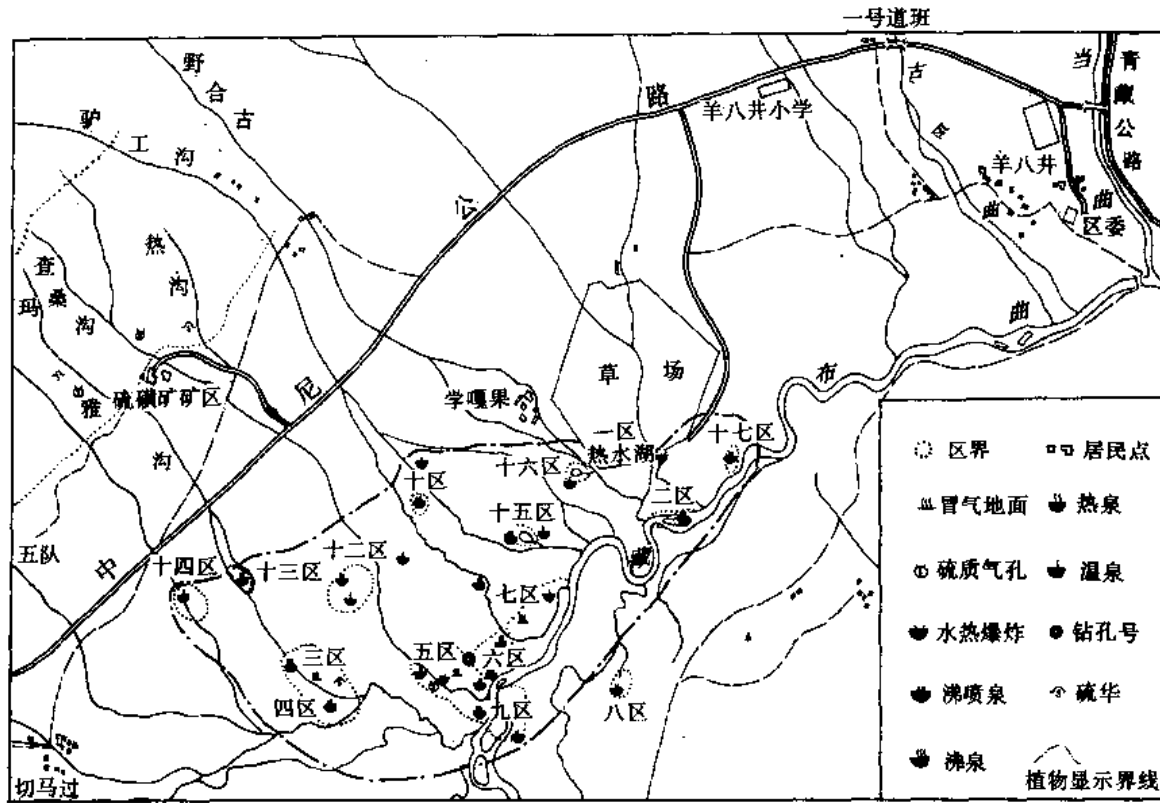 一号道班
野合古
驴工沟
中尼公路
羊八井小学
古医曲
当曲
青藏公路
羊八井
区委
热沟
查桑沟
玛雅沟
硫磺矿矿区
学嘎果
草场
藏布曲
一区
热水湖
十七区
十六区
二区
十区
十五区
十二区
十三区
十四区
五队
七区
五区
六区
三区
四区
九区
八区
切马过
区界
居民点
冒气地面
热泉
硫质气孔
温泉
水热爆炸
钻孔号
沸喷泉
硫华
沸泉
植物显示界线